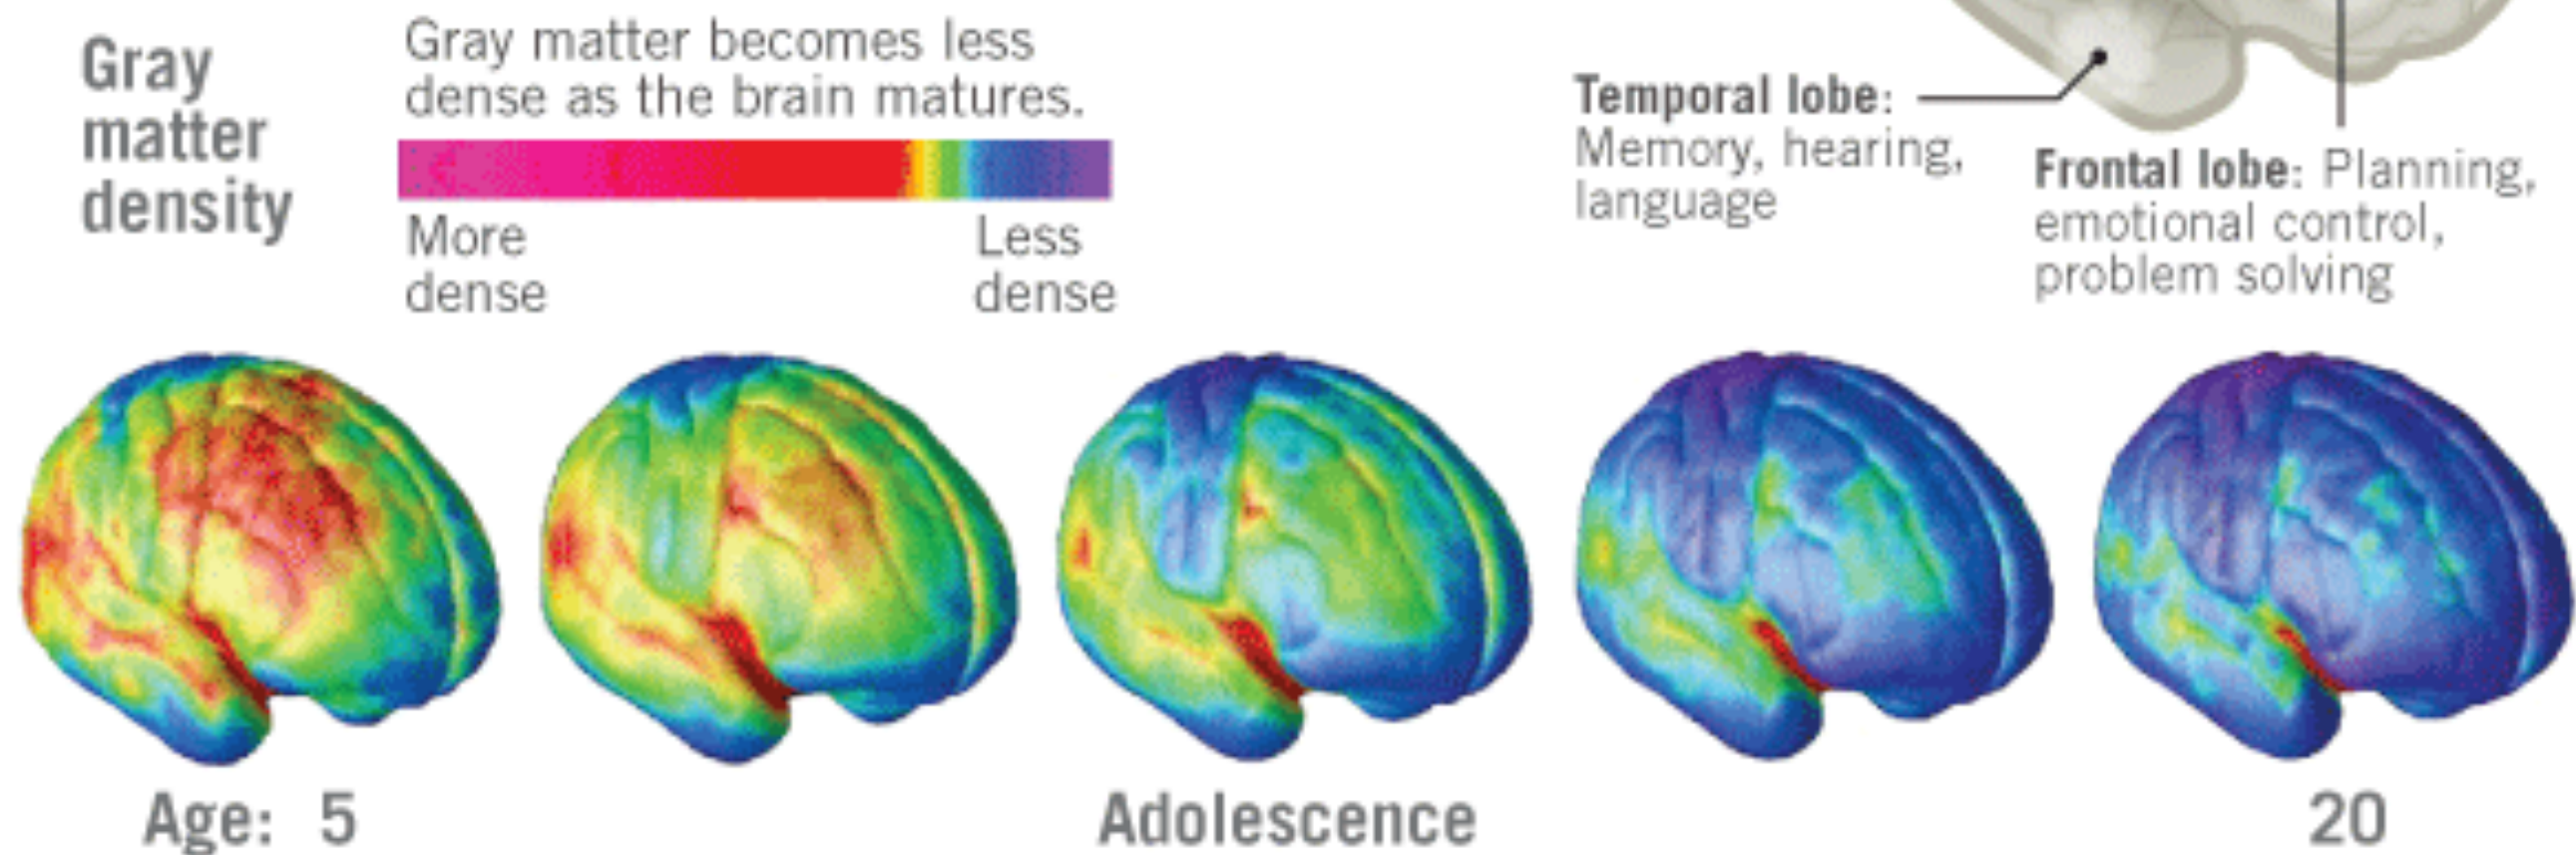 Gray
matter
density
Gray matter becomes less
dense as the brain matures.
More
dense
Less
dense
Temporal lobe:
Memory, hearing,
language
Frontal lobe: Planning,
emotional control,
problem solving
Age: 5
Adolescence
20